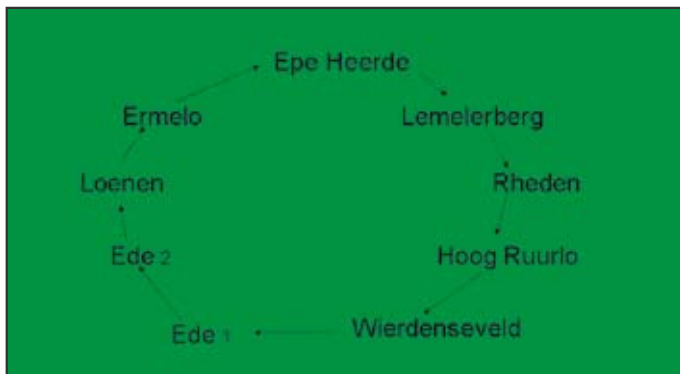 Epe Heerde
Ermelo
Lemelerberg
Loenen
Rheden
Ede 2
Hoog Ruurlo
Ede 1
Wierdenseveld